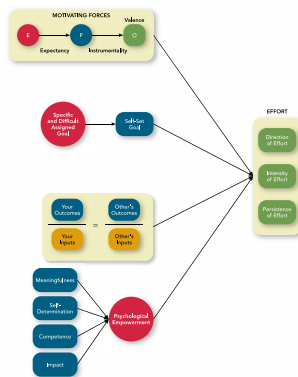 MOTIVATING FORCES
Valence
E
P
O
Expectancy
Instrumentality
Specific
and Difficult
Assigned
Goal
Self-Set
Goal
EFFORT
Direction
of Effort
Intensity
of Effort
Persistence
of Effort
Your
Outcomes
=
Other's
Outcomes
Your
Inputs
Other's
Inputs
Meaningfulness
Self-
Determination
Competence
Impact
Psychological
Empowerment